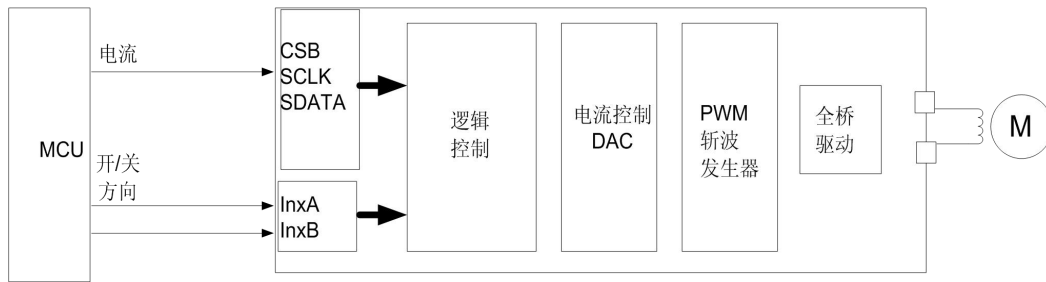 MCU
电流
开/关
方向
CSB
SCLK
SDATA
InxA
InxB
逻辑
控制
电流控制
DAC
PWM
斩波
发生器
全桥
驱动
M